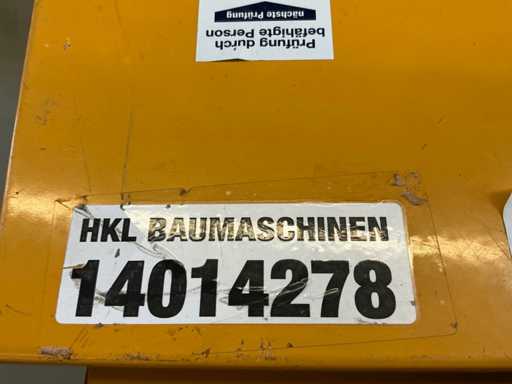 nächste Prüfung
Prüfung durch
befähigte Person
HKL BAUMASCHINEN
14014278